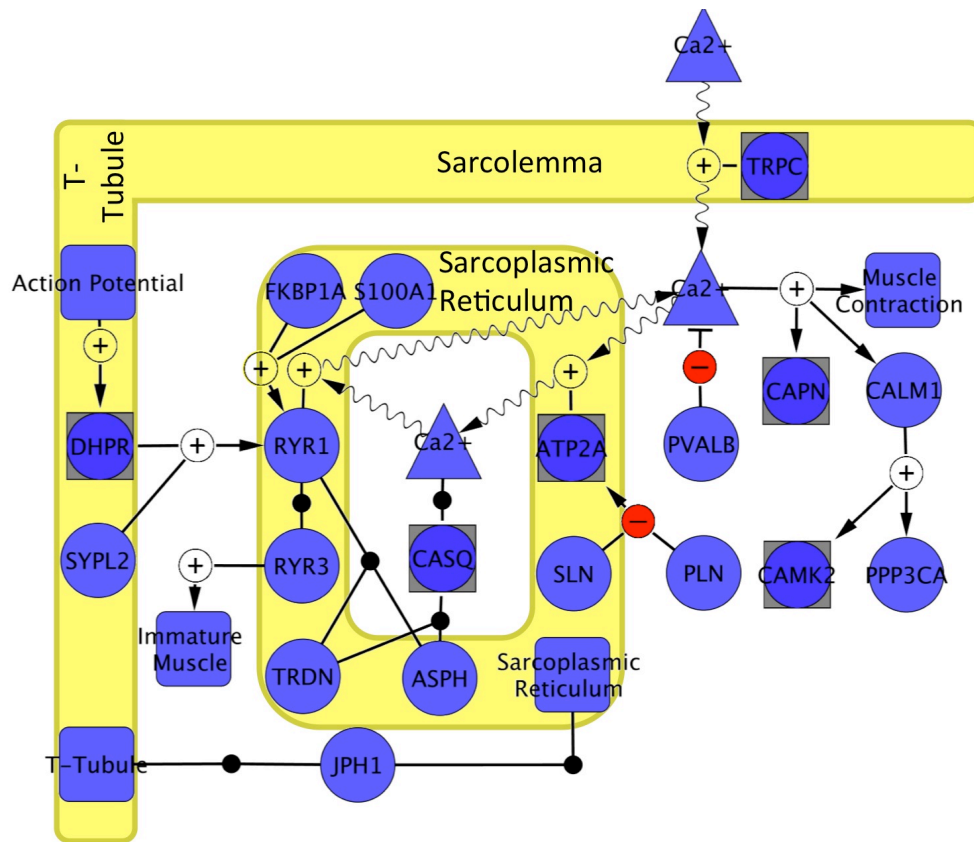 Ca2+
Sarcolemma
TRPC
T-
Tubule
Action Potential
FKBP1A
S100A1
Sarcoplasmic
Reticulum
Ca2+
Muscle
Contraction
+
+
+
+
+
+
DHPR
+
RYR1
Ca2+
ATP2A
−
PVALB
CAPN
CALM1
+
SYPL2
+
RYR3
CASQ
−
SLN
PLN
CAMK2
PPP3CA
Immature
Muscle
TRDN
ASPH
Sarcoplasmic
Reticulum
T-Tubule
JPH1